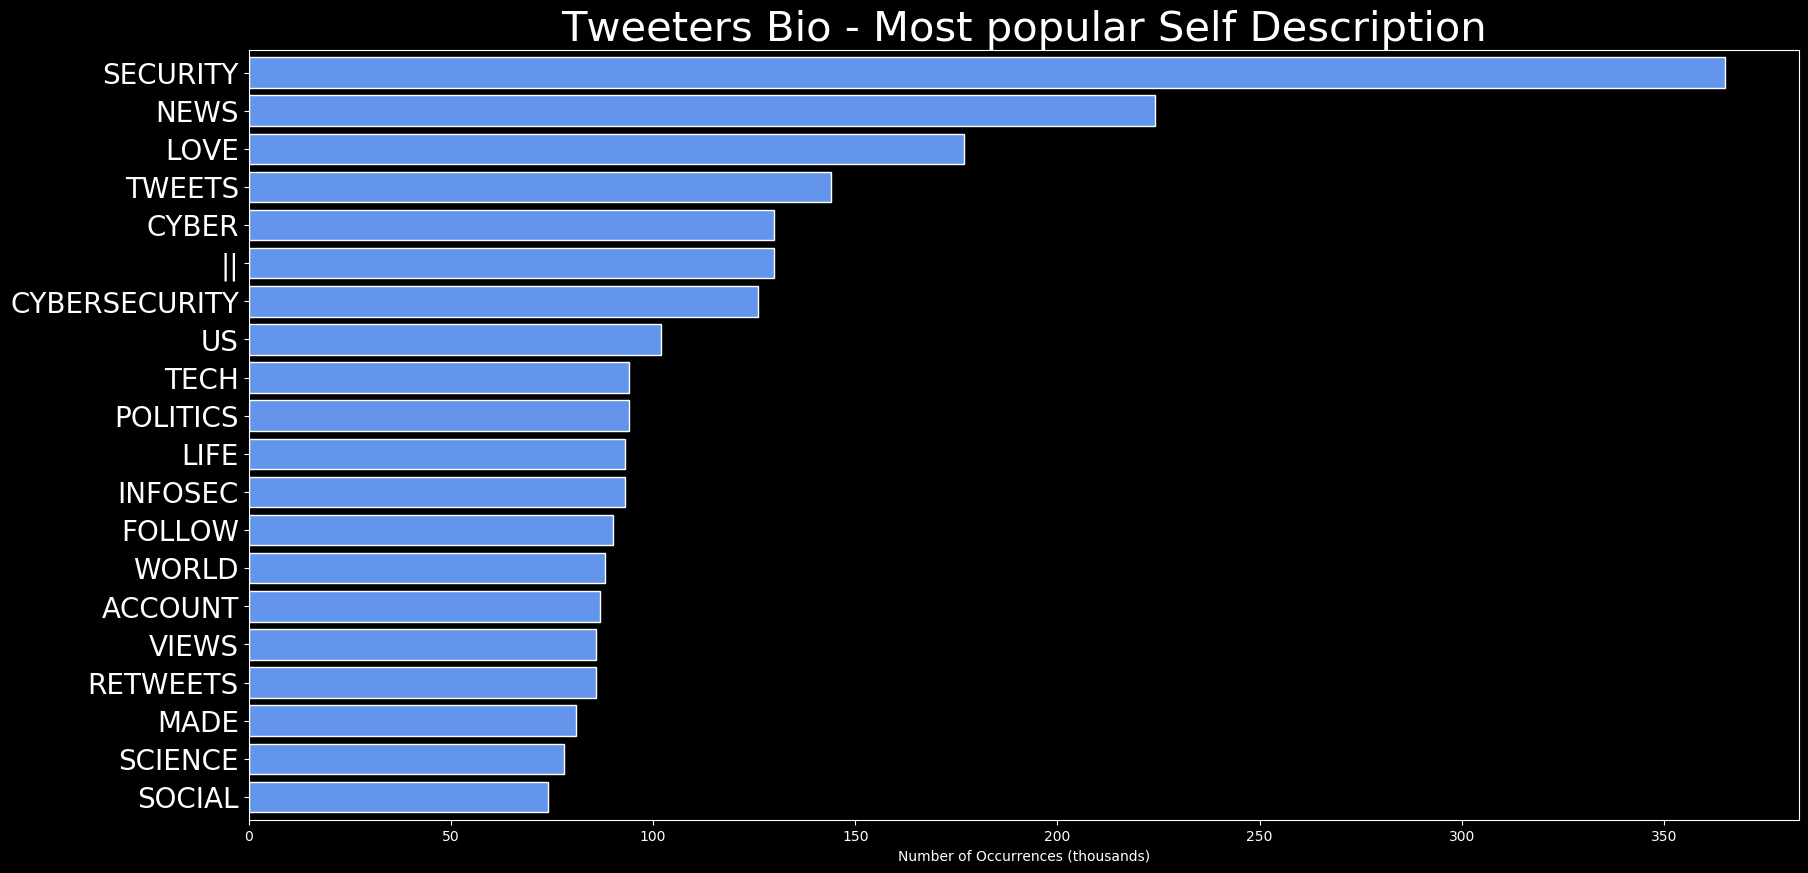 Tweeters Bio - Most popular Self Description
SECURITY
NEWS
LOVE
TWEETS
CYBER
||
CYBERSECURITY
US
TECH
POLITICS
LIFE
INFOSEC
FOLLOW
WORLD
ACCOUNT
VIEWS
RETWEETS
MADE
SCIENCE
SOCIAL
0 50 100 150 200 250 300 350
Number of Occurrences (thousands)